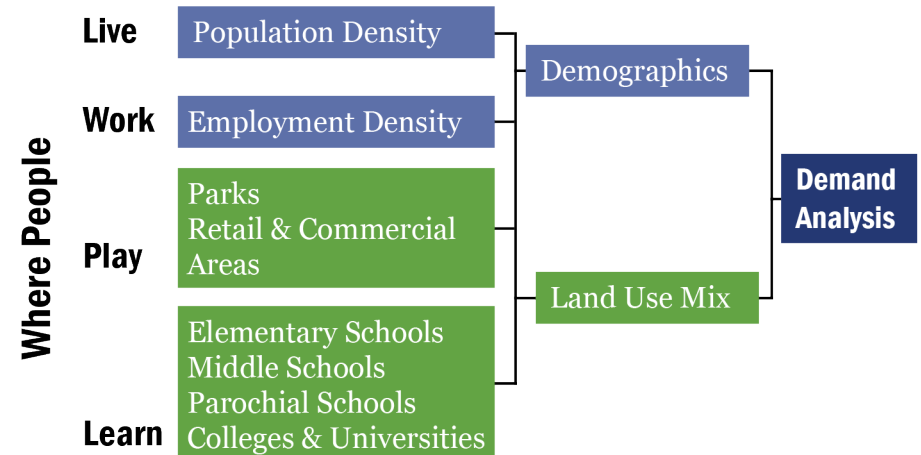 Where People
Live
Population Density
Work
Employment Density
Play
Parks
Retail & Commercial
Areas
Learn
Elementary Schools
Middle Schools
Parochial Schools
Colleges & Universities
Demographics
Land Use Mix
Demand
Analysis